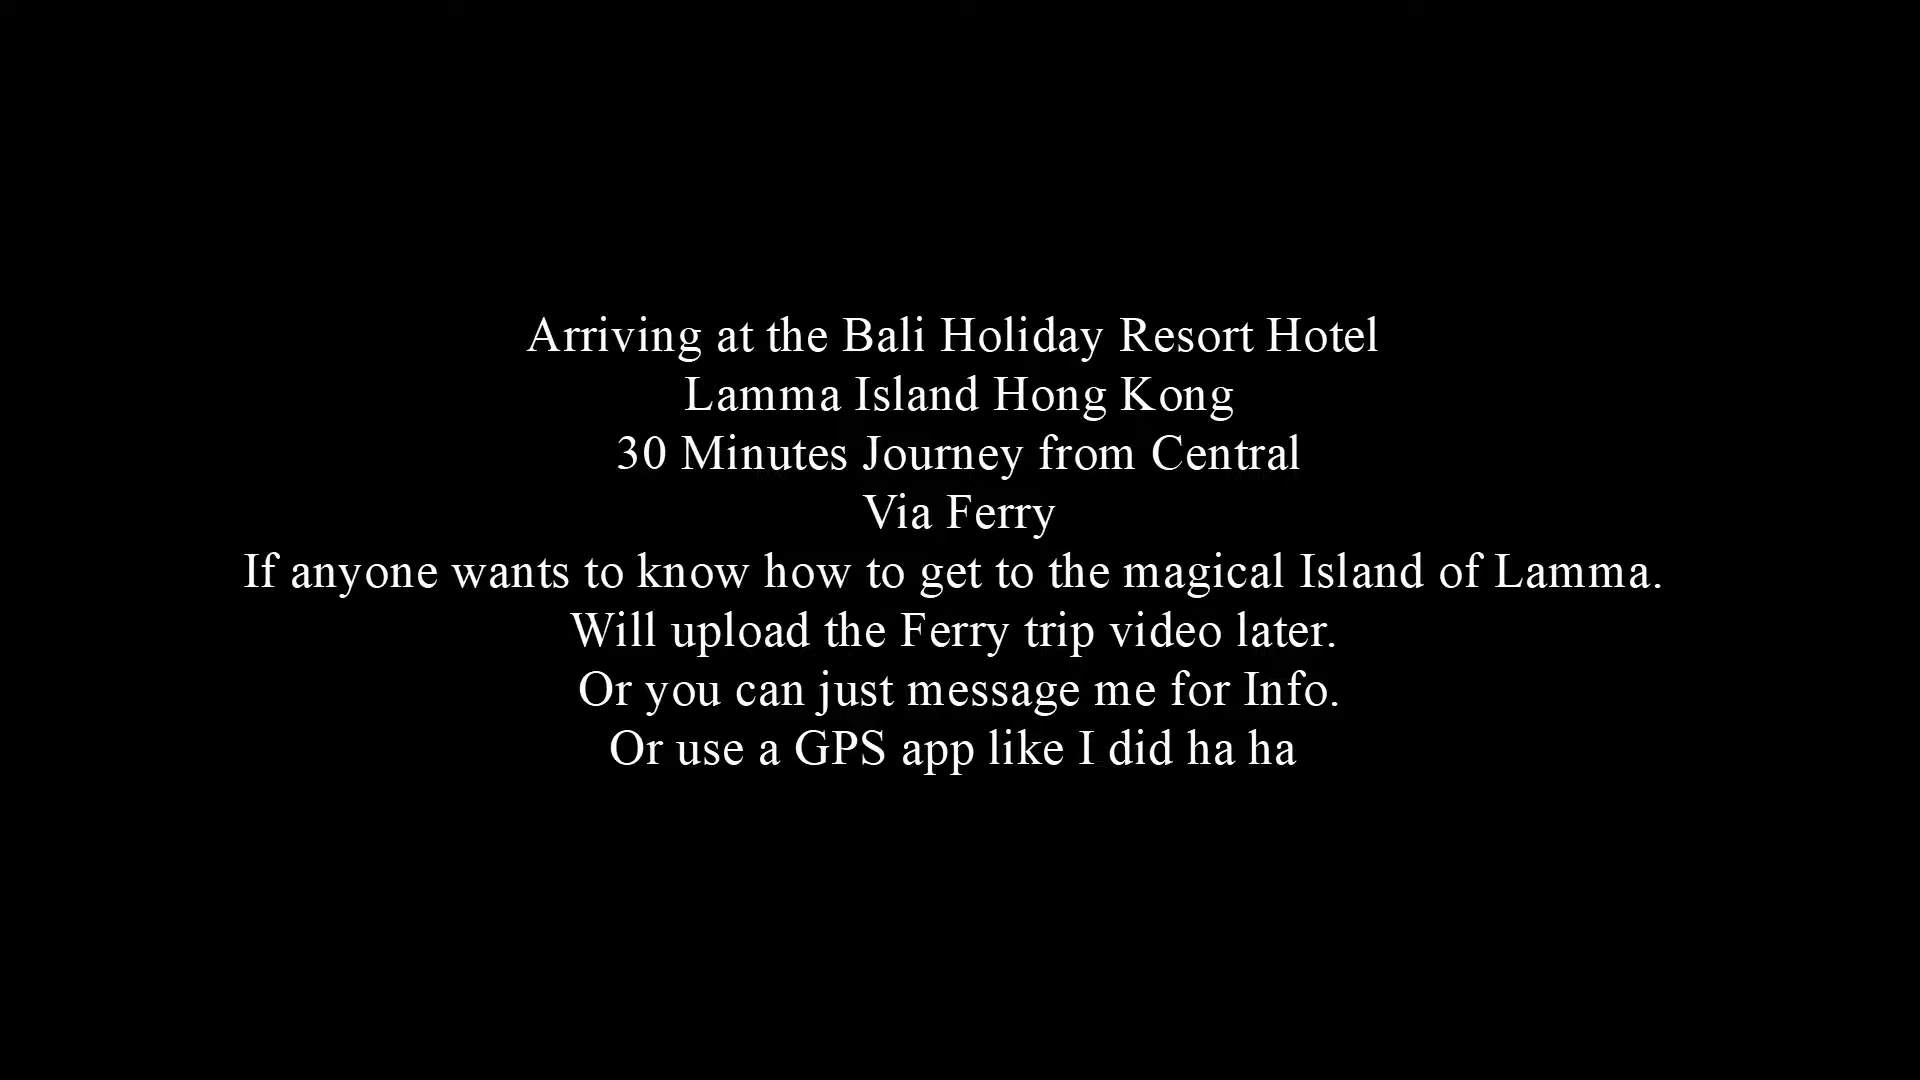 Arriving at the Bali Holiday Resort Hotel
Lamma Island Hong Kong
30 Minutes Journey from Central
Via Ferry
If anyone wants to know how to get to the magical Island of Lamma.
Will upload the Ferry trip video later.
Or you can just message me for Info.
Or use a GPS app like I did ha ha